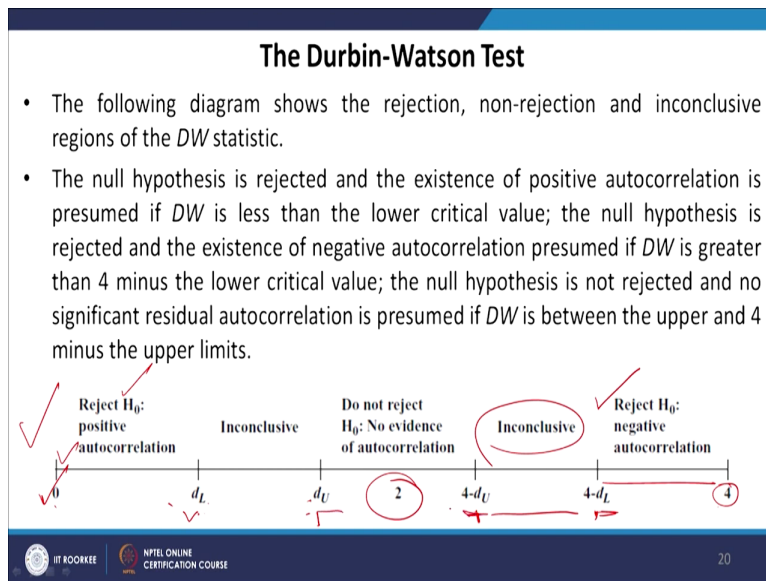 The Durbin-Watson Test
• The following diagram shows the rejection, non-rejection and inconclusive
regions of the DW statistic.
• The null hypothesis is rejected and the existence of positive autocorrelation is
presumed if DW is less than the lower critical value; the null hypothesis is
rejected and the existence of negative autocorrelation presumed if DW is greater
than 4 minus the lower critical value; the null hypothesis is not rejected and no
significant residual autocorrelation is presumed if DW is between the upper and 4
minus the upper limits.
Reject H₀: Do not reject Reject H₀:
positive Inconclusive H₀: No evidence Inconclusive negative
autocorrelation of autocorrelation autocorrelation
0 dL dU 2 4-dU 4-dL 4
IIT ROORKEE NPTEL ONLINE
CERTIFICATION COURSE 20